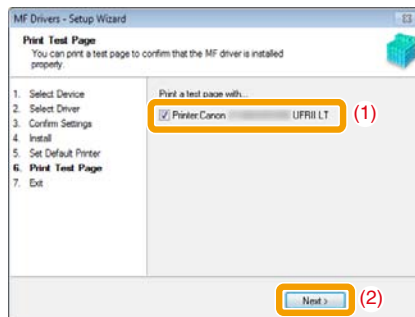 MF Drivers - Setup Wizard
Print Test Page
You can print a test page to confirm that the MF driver is installed
properly.
1. Select Device
2. Select Driver
3. Confirm Settings
4. Install
5. Set Default Printer
6. Print Test Page
7. Exit
Print a test page with...
Printer:Canon UFRII LT
(1)
Next >
(2)